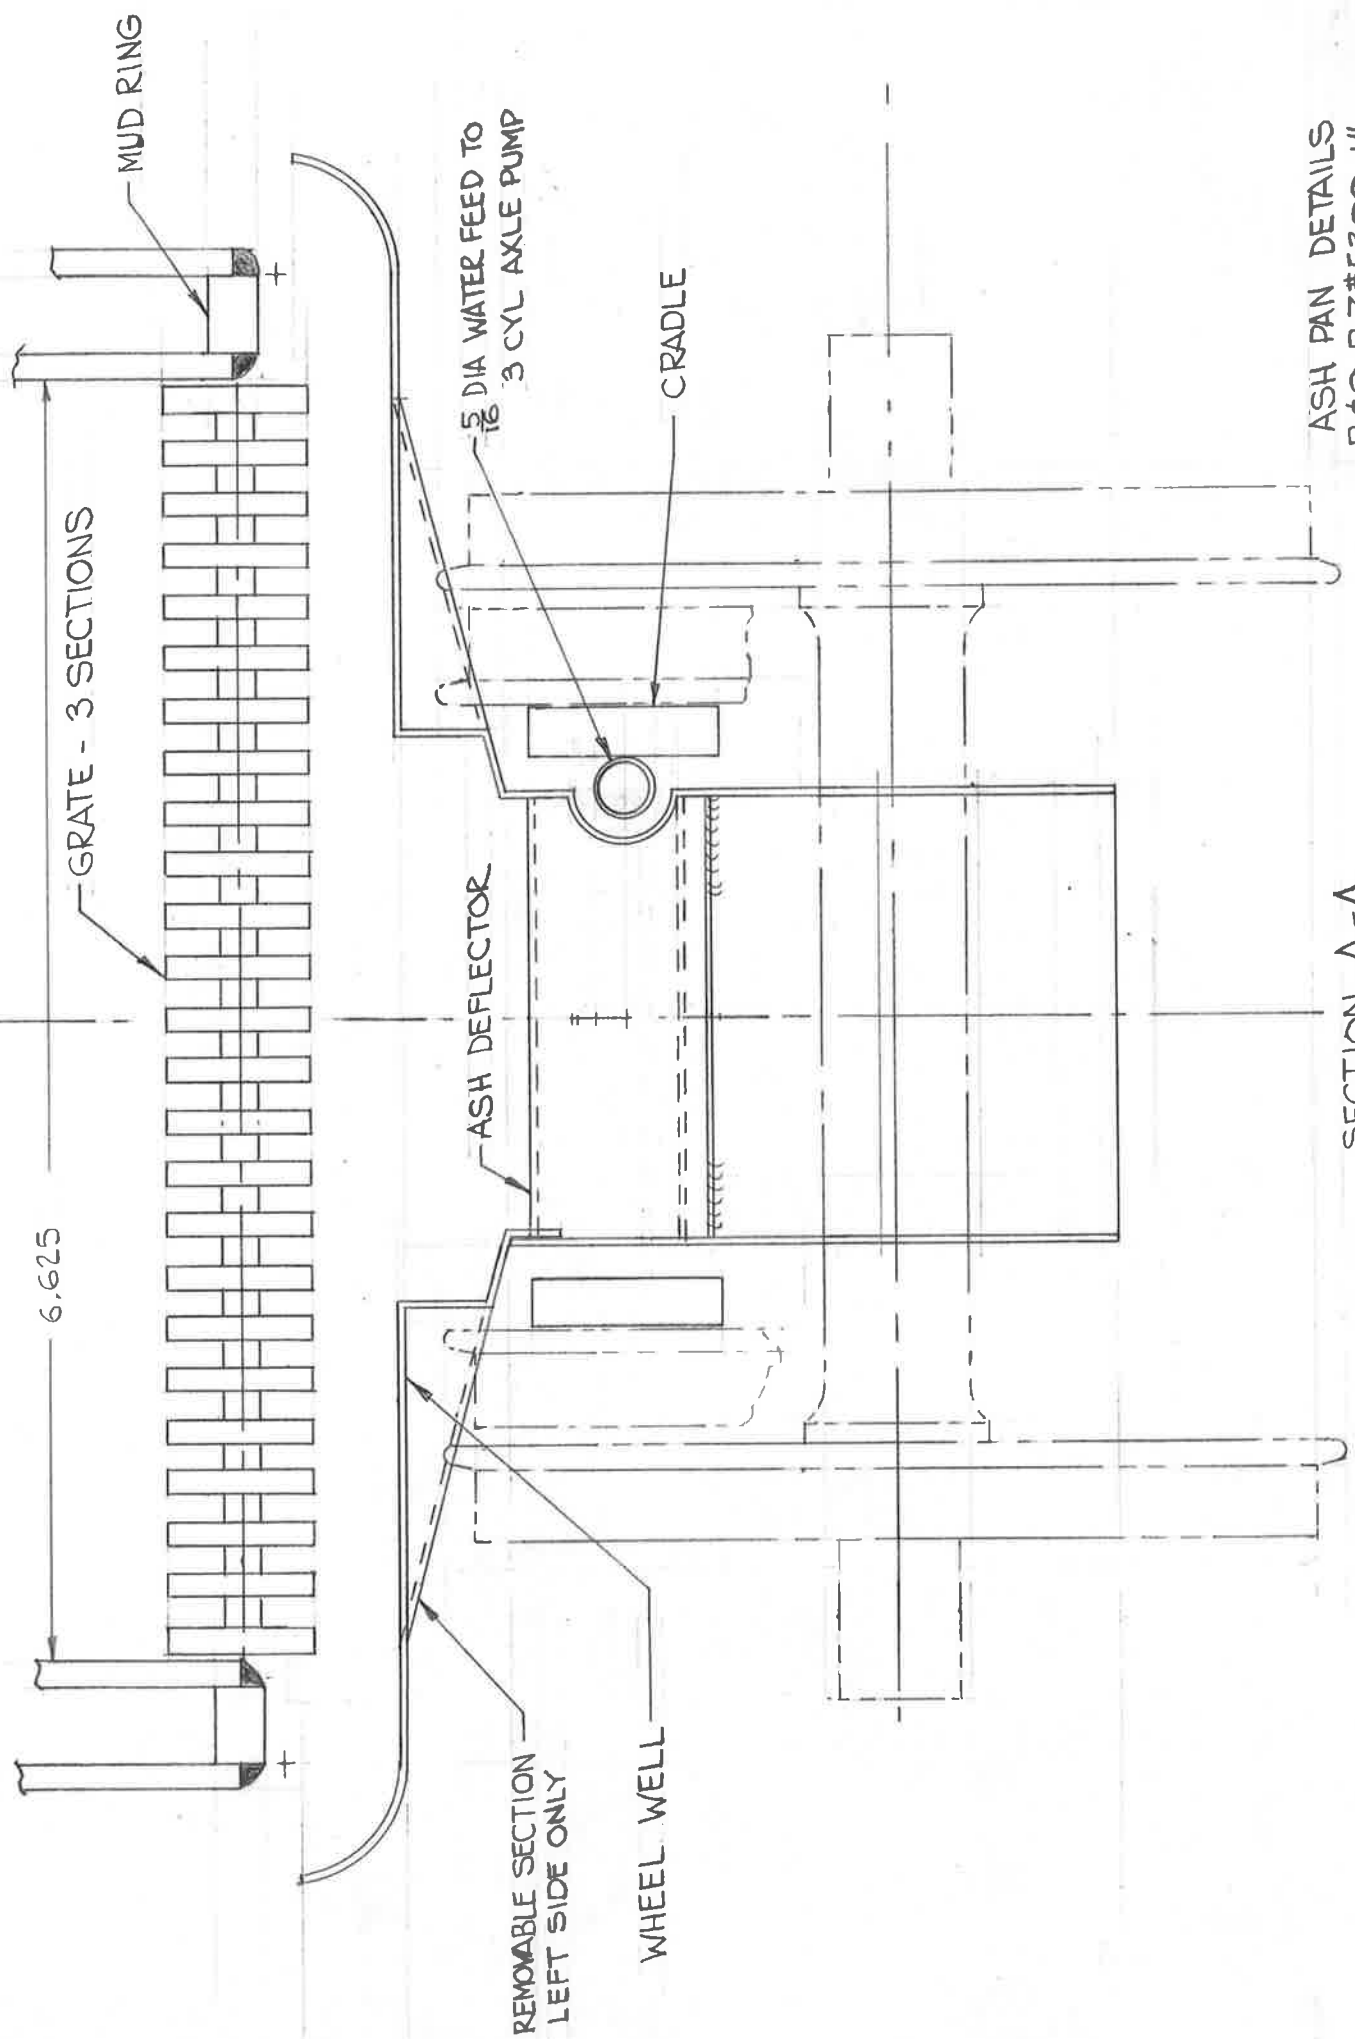 MUD RING
GRATE - 3 SECTIONS
6.625
5/16 DIA WATER FEED TO
3 CYL AXLE PUMP
CRADLE
ASH DEFLECTOR
REMOVABLE SECTION
LEFT SIDE ONLY
WHEEL WELL
SECTION A-A
ASH PAN DETAILS